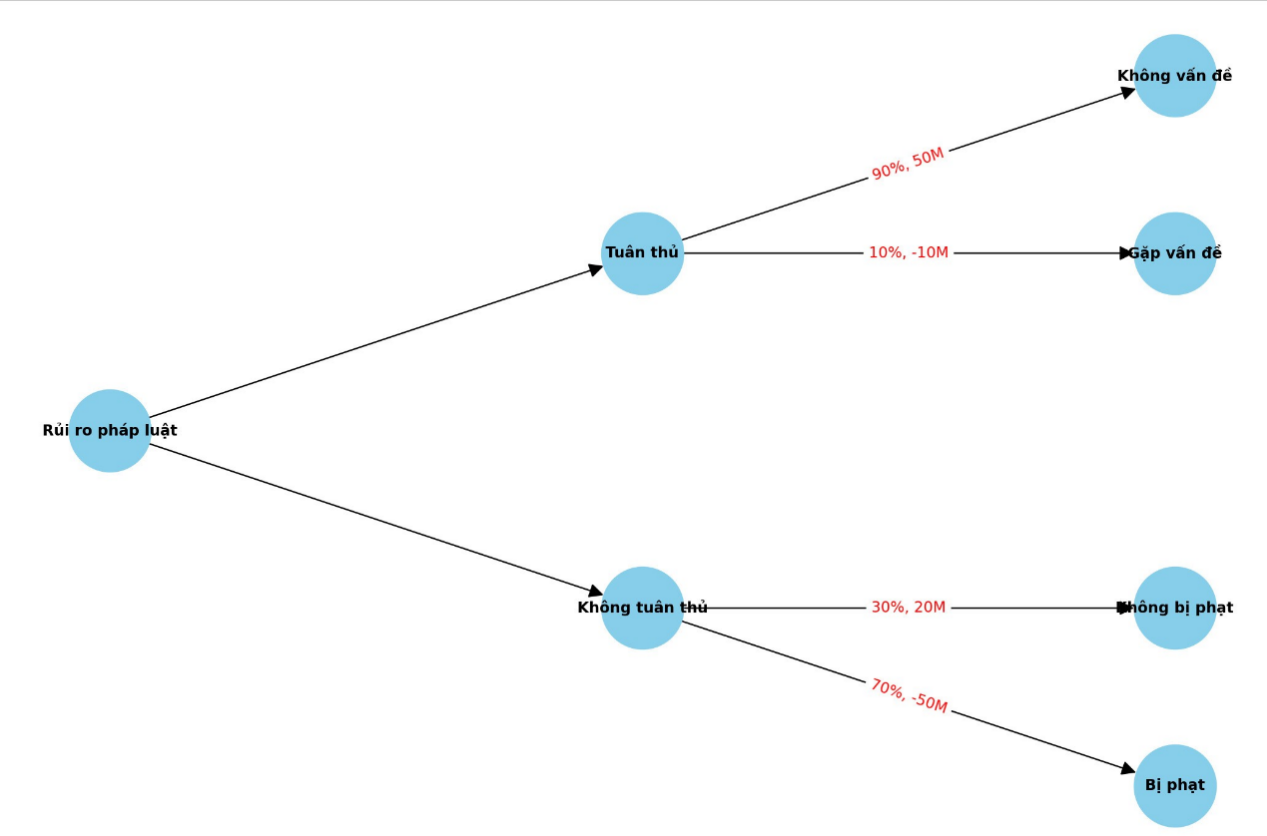 Không vấn đề
90%, 50M
Tuân thủ
10%, -10M
Gặp vấn đề
Rủi ro pháp luật
Không tuân thủ
30%, 20M
Không bị phạt
70%, -50M
Bị phạt